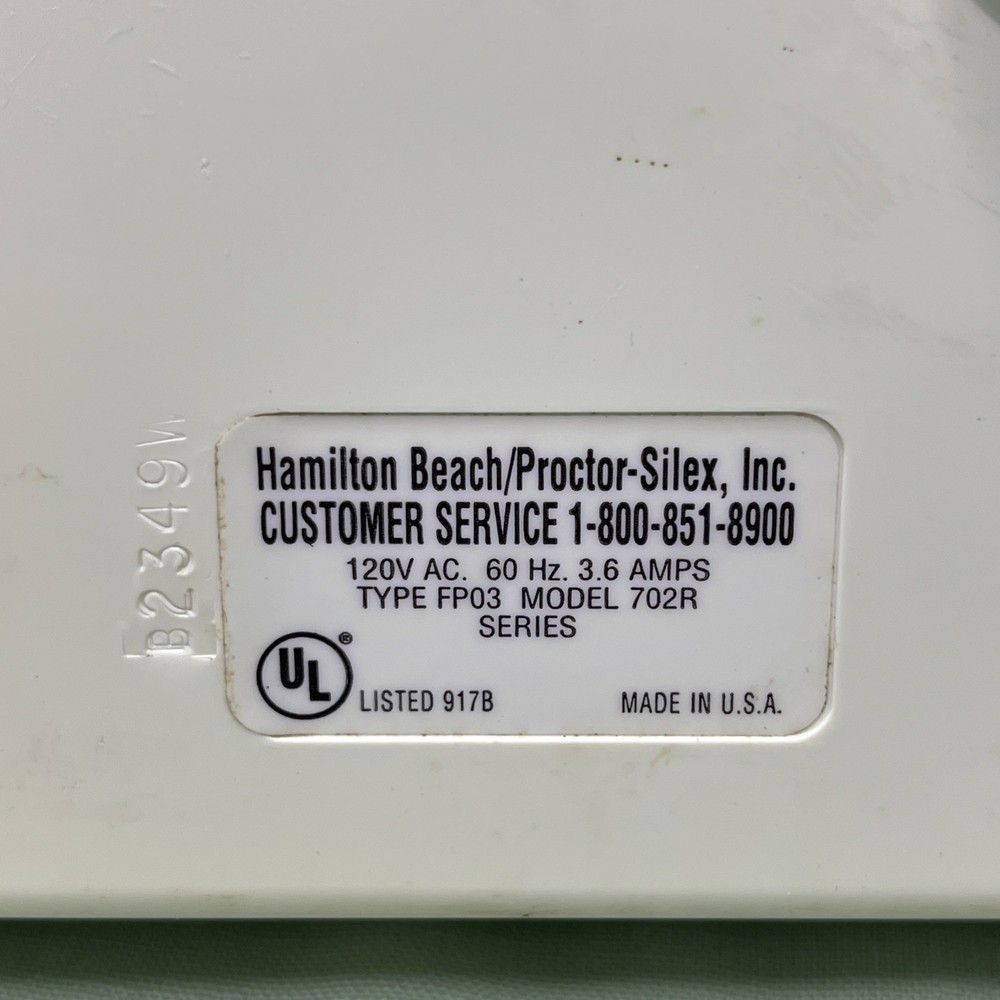 Hamilton Beach/Proctor-Silex, Inc.
CUSTOMER SERVICE 1-800-851-8900
120V AC. 60 Hz. 3.6 AMPS
TYPE FP03 MODEL 702R
SERIES
UL®
LISTED 917B
MADE IN U.S.A.
B2349W